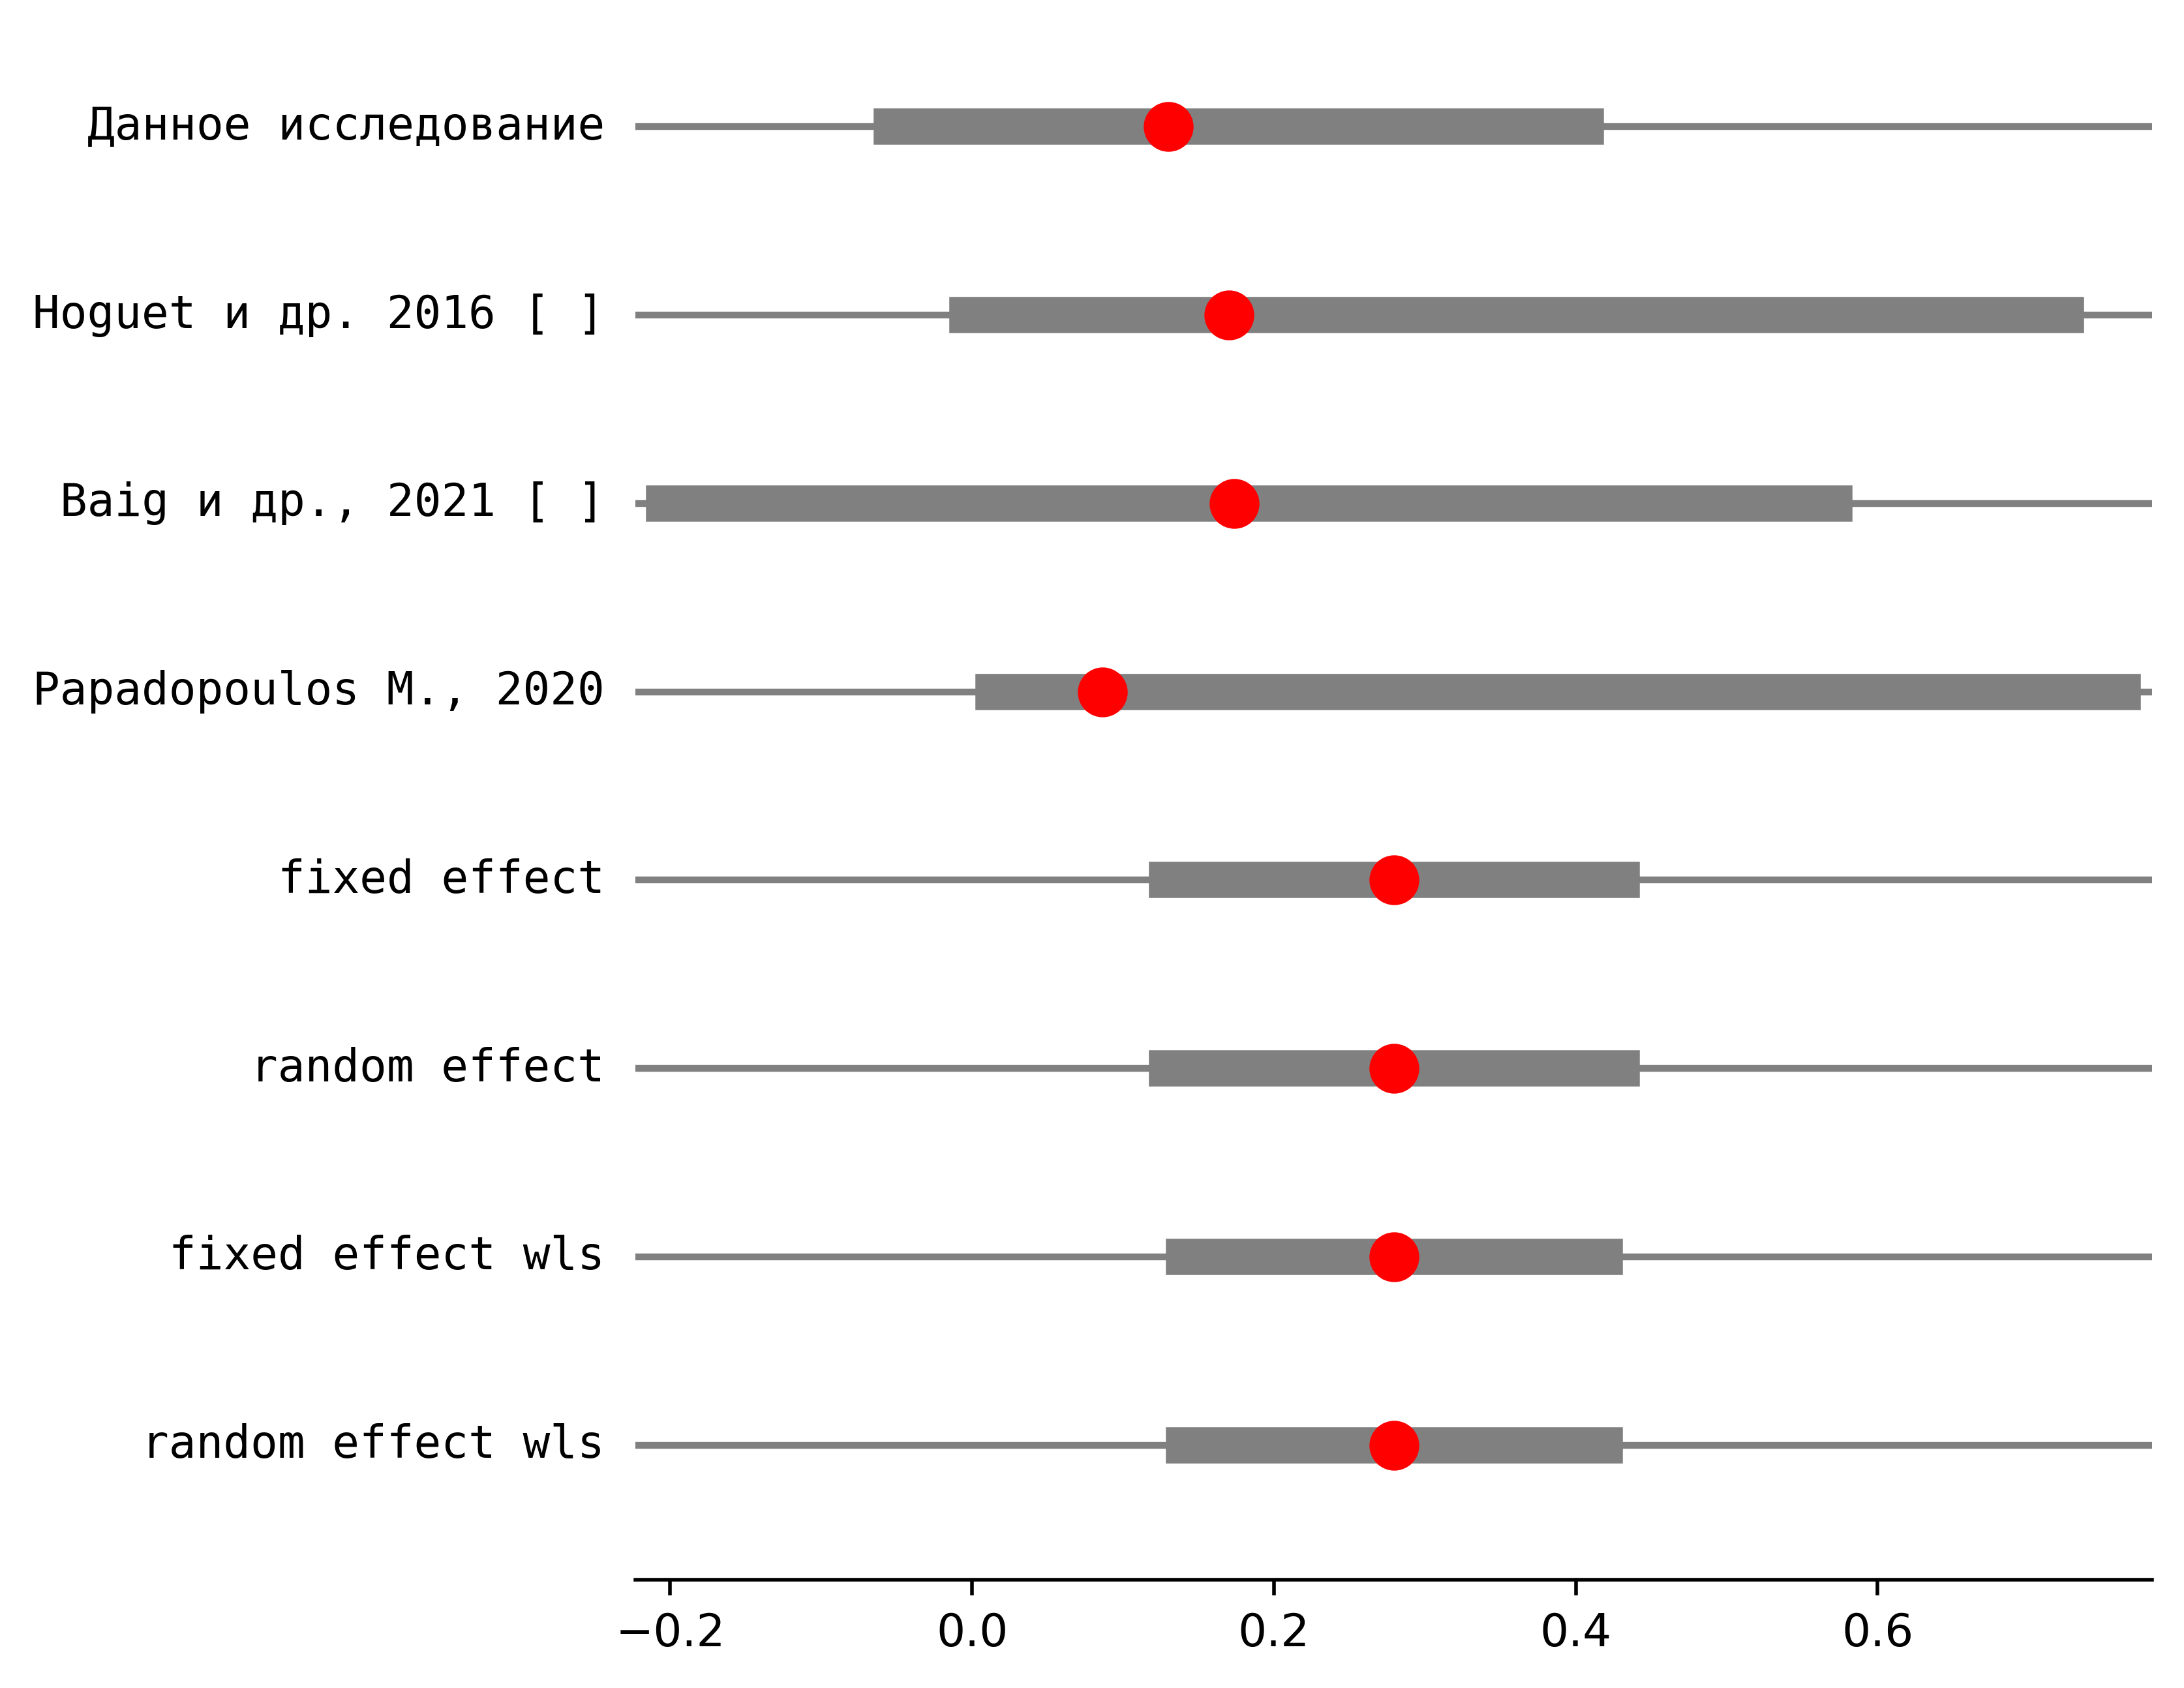 Данное исследование
Hoguet и др. 2016 [ ]
Baig и др., 2021 [ ]
Papadopoulos M., 2020
fixed effect
random effect
fixed effect wls
random effect wls
−0.2 0.0 0.2 0.4 0.6